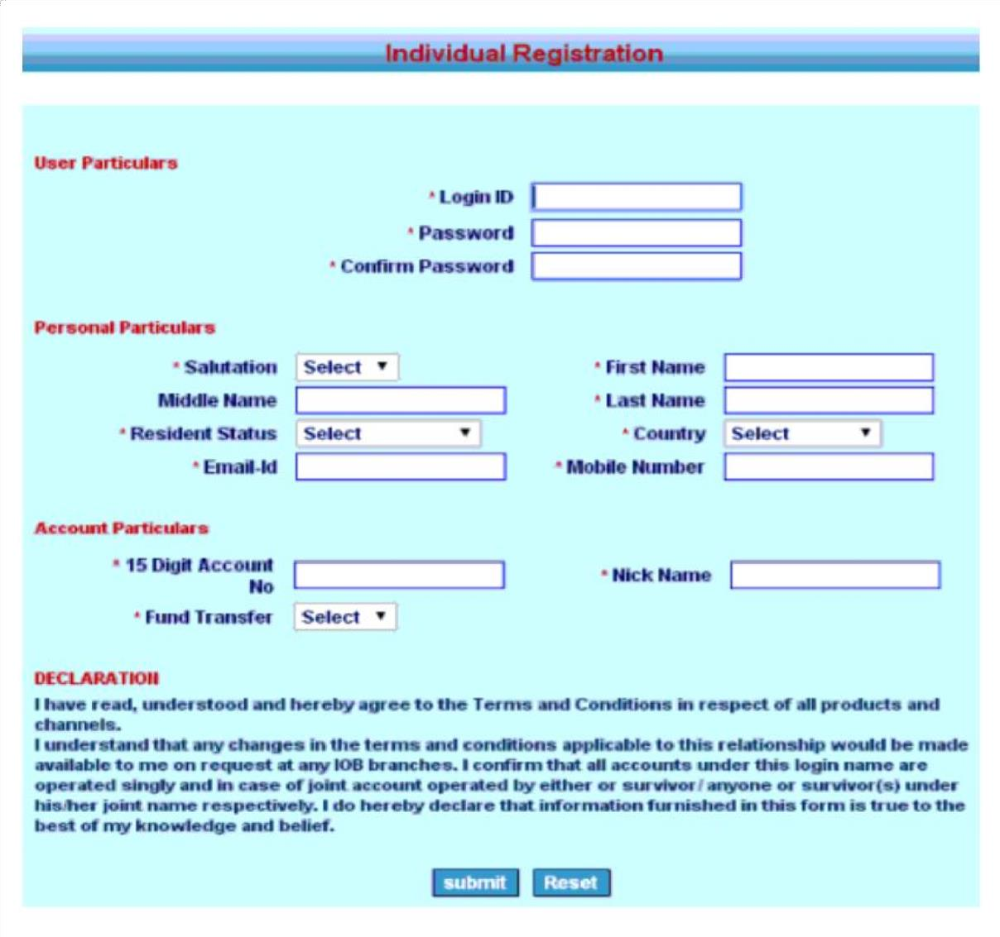 Individual Registration
User Particulars
* Login ID
* Password
* Confirm Password
Personal Particulars
* Salutation Select ▼ * First Name
Middle Name * Last Name
* Resident Status Select ▼ * Country Select ▼
* Email-Id * Mobile Number
Account Particulars
* 15 Digit Account
No
* Nick Name
* Fund Transfer Select ▼
DECLARATION
I have read, understood and hereby agree to the Terms and Conditions in respect of all products and
channels.
I understand that any changes in the terms and conditions applicable to this relationship would be made
available to me on request at any IOB branches. I confirm that all accounts under this login name are
operated singly and in case of joint account operated by either or survivor/ anyone or survivor(s) under
his/her joint name respectively. I do hereby declare that information furnished in this form is true to the
best of my knowledge and belief.
submit Reset